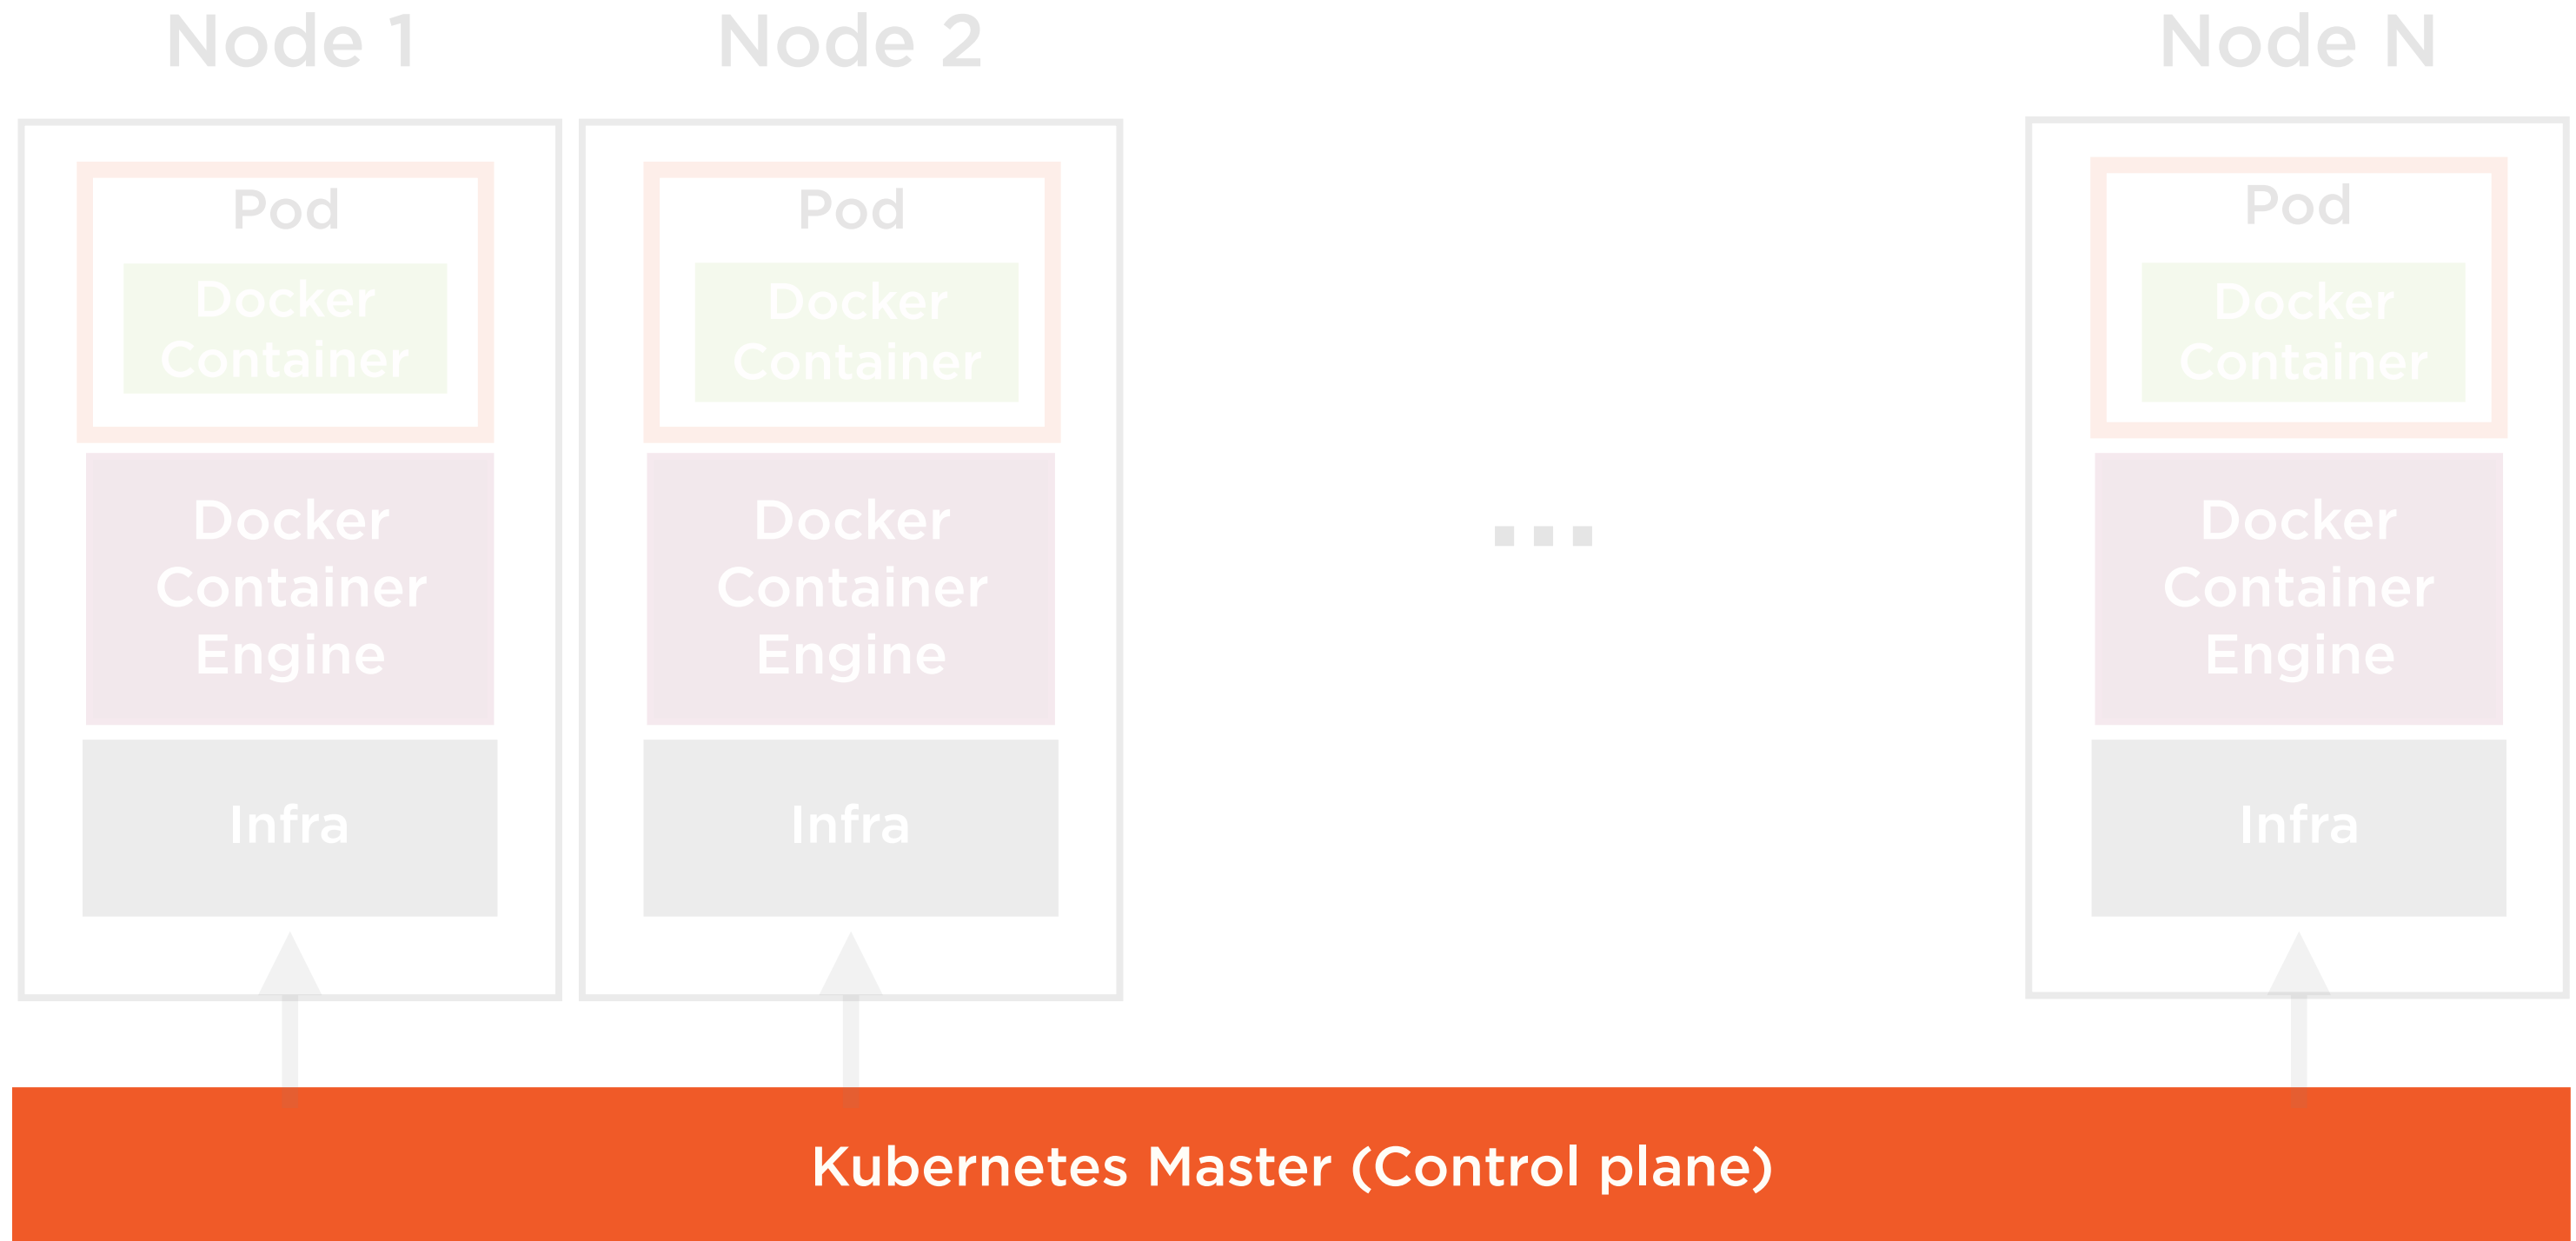 Node 1
Node 2
Node N
Pod
Docker
Container
Docker
Container
Engine
Infra
Pod
Docker
Container
Docker
Container
Engine
Infra
...
Pod
Docker
Container
Docker
Container
Engine
Infra
Kubernetes Master (Control plane)